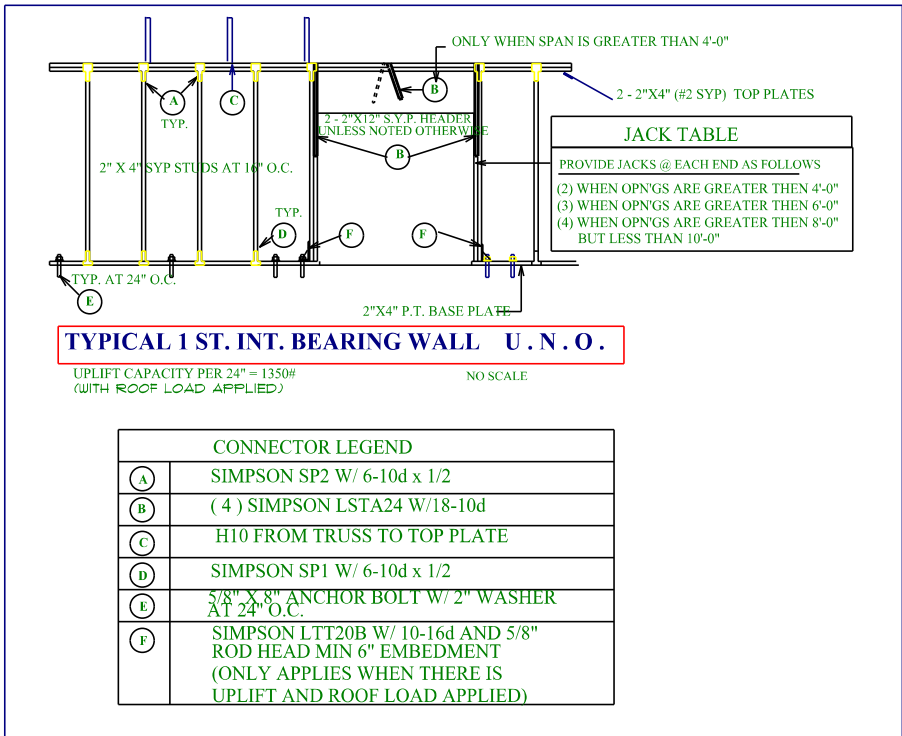 ONLY WHEN SPAN IS GREATER THAN 4'-0"
B
A
C
TYP.
2 - 2"X4" (#2 SYP) TOP PLATES
2 - 2"X12" S.Y.P. HEADER
UNLESS NOTED OTHERWISE
B
2" X 4" SYP STUDS AT 16" O.C.
JACK TABLE
PROVIDE JACKS @ EACH END AS FOLLOWS
(2) WHEN OPN'GS ARE GREATER THEN 4'-0"
(3) WHEN OPN'GS ARE GREATER THEN 6'-0"
(4) WHEN OPN'GS ARE GREATER THEN 8'-0"
BUT LESS THAN 10'-0"
TYP.
D
F
F
TYP. AT 24" O.C.
E
2"X4" P.T. BASE PLATE
TYPICAL 1 ST. INT. BEARING WALL U . N . O .
UPLIFT CAPACITY PER 24" = 1350#
(WITH ROOF LOAD APPLIED)
NO SCALE
CONNECTOR LEGEND
A SIMPSON SP2 W/ 6-10d x 1/2
B ( 4 ) SIMPSON LSTA24 W/18-10d
C H10 FROM TRUSS TO TOP PLATE
D SIMPSON SP1 W/ 6-10d x 1/2
E 5/8" X 8" ANCHOR BOLT W/ 2" WASHER
AT 24" O.C.
F SIMPSON LTT20B W/ 10-16d AND 5/8"
ROD HEAD MIN 6" EMBEDMENT
(ONLY APPLIES WHEN THERE IS
UPLIFT AND ROOF LOAD APPLIED)